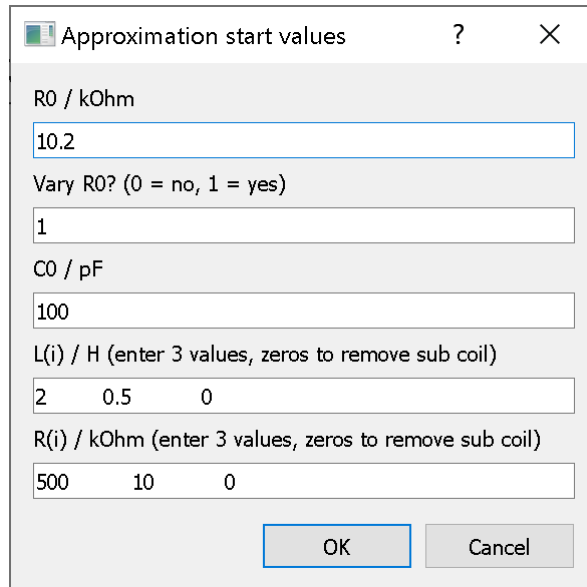 Approximation start values ?
R0 / kOhm
10.2
Vary R0? (0 = no, 1 = yes)
1
C0 / pF
100
L(i) / H (enter 3 values, zeros to remove sub coil)
2 0.5 0
R(i) / kOhm (enter 3 values, zeros to remove sub coil)
500 10 0
OK Cancel